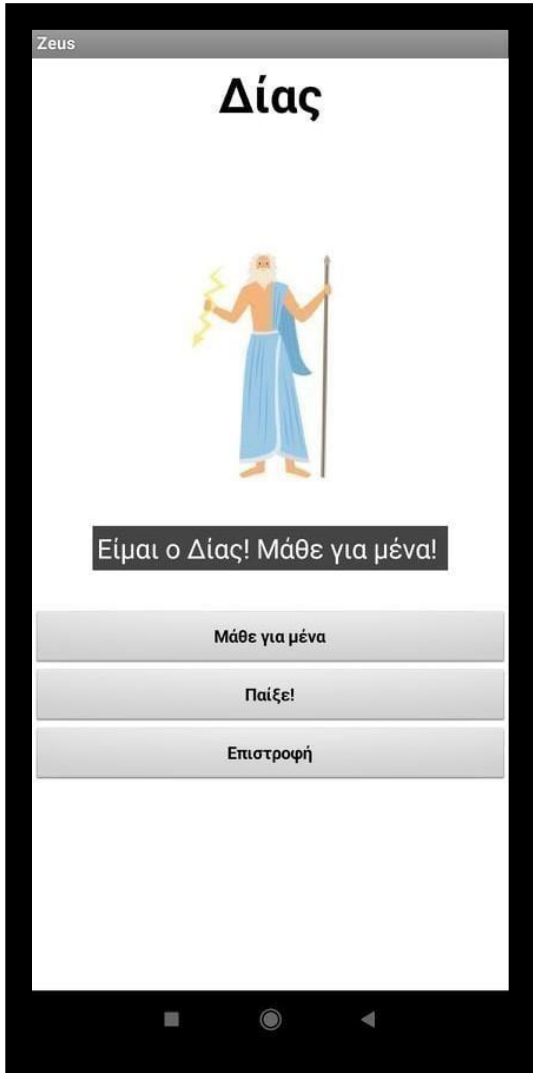 Zeus
Δίας
Είμαι ο Δίας! Μάθε για μένα!
Μάθε για μένα
Παίξε!
Επιστροφή